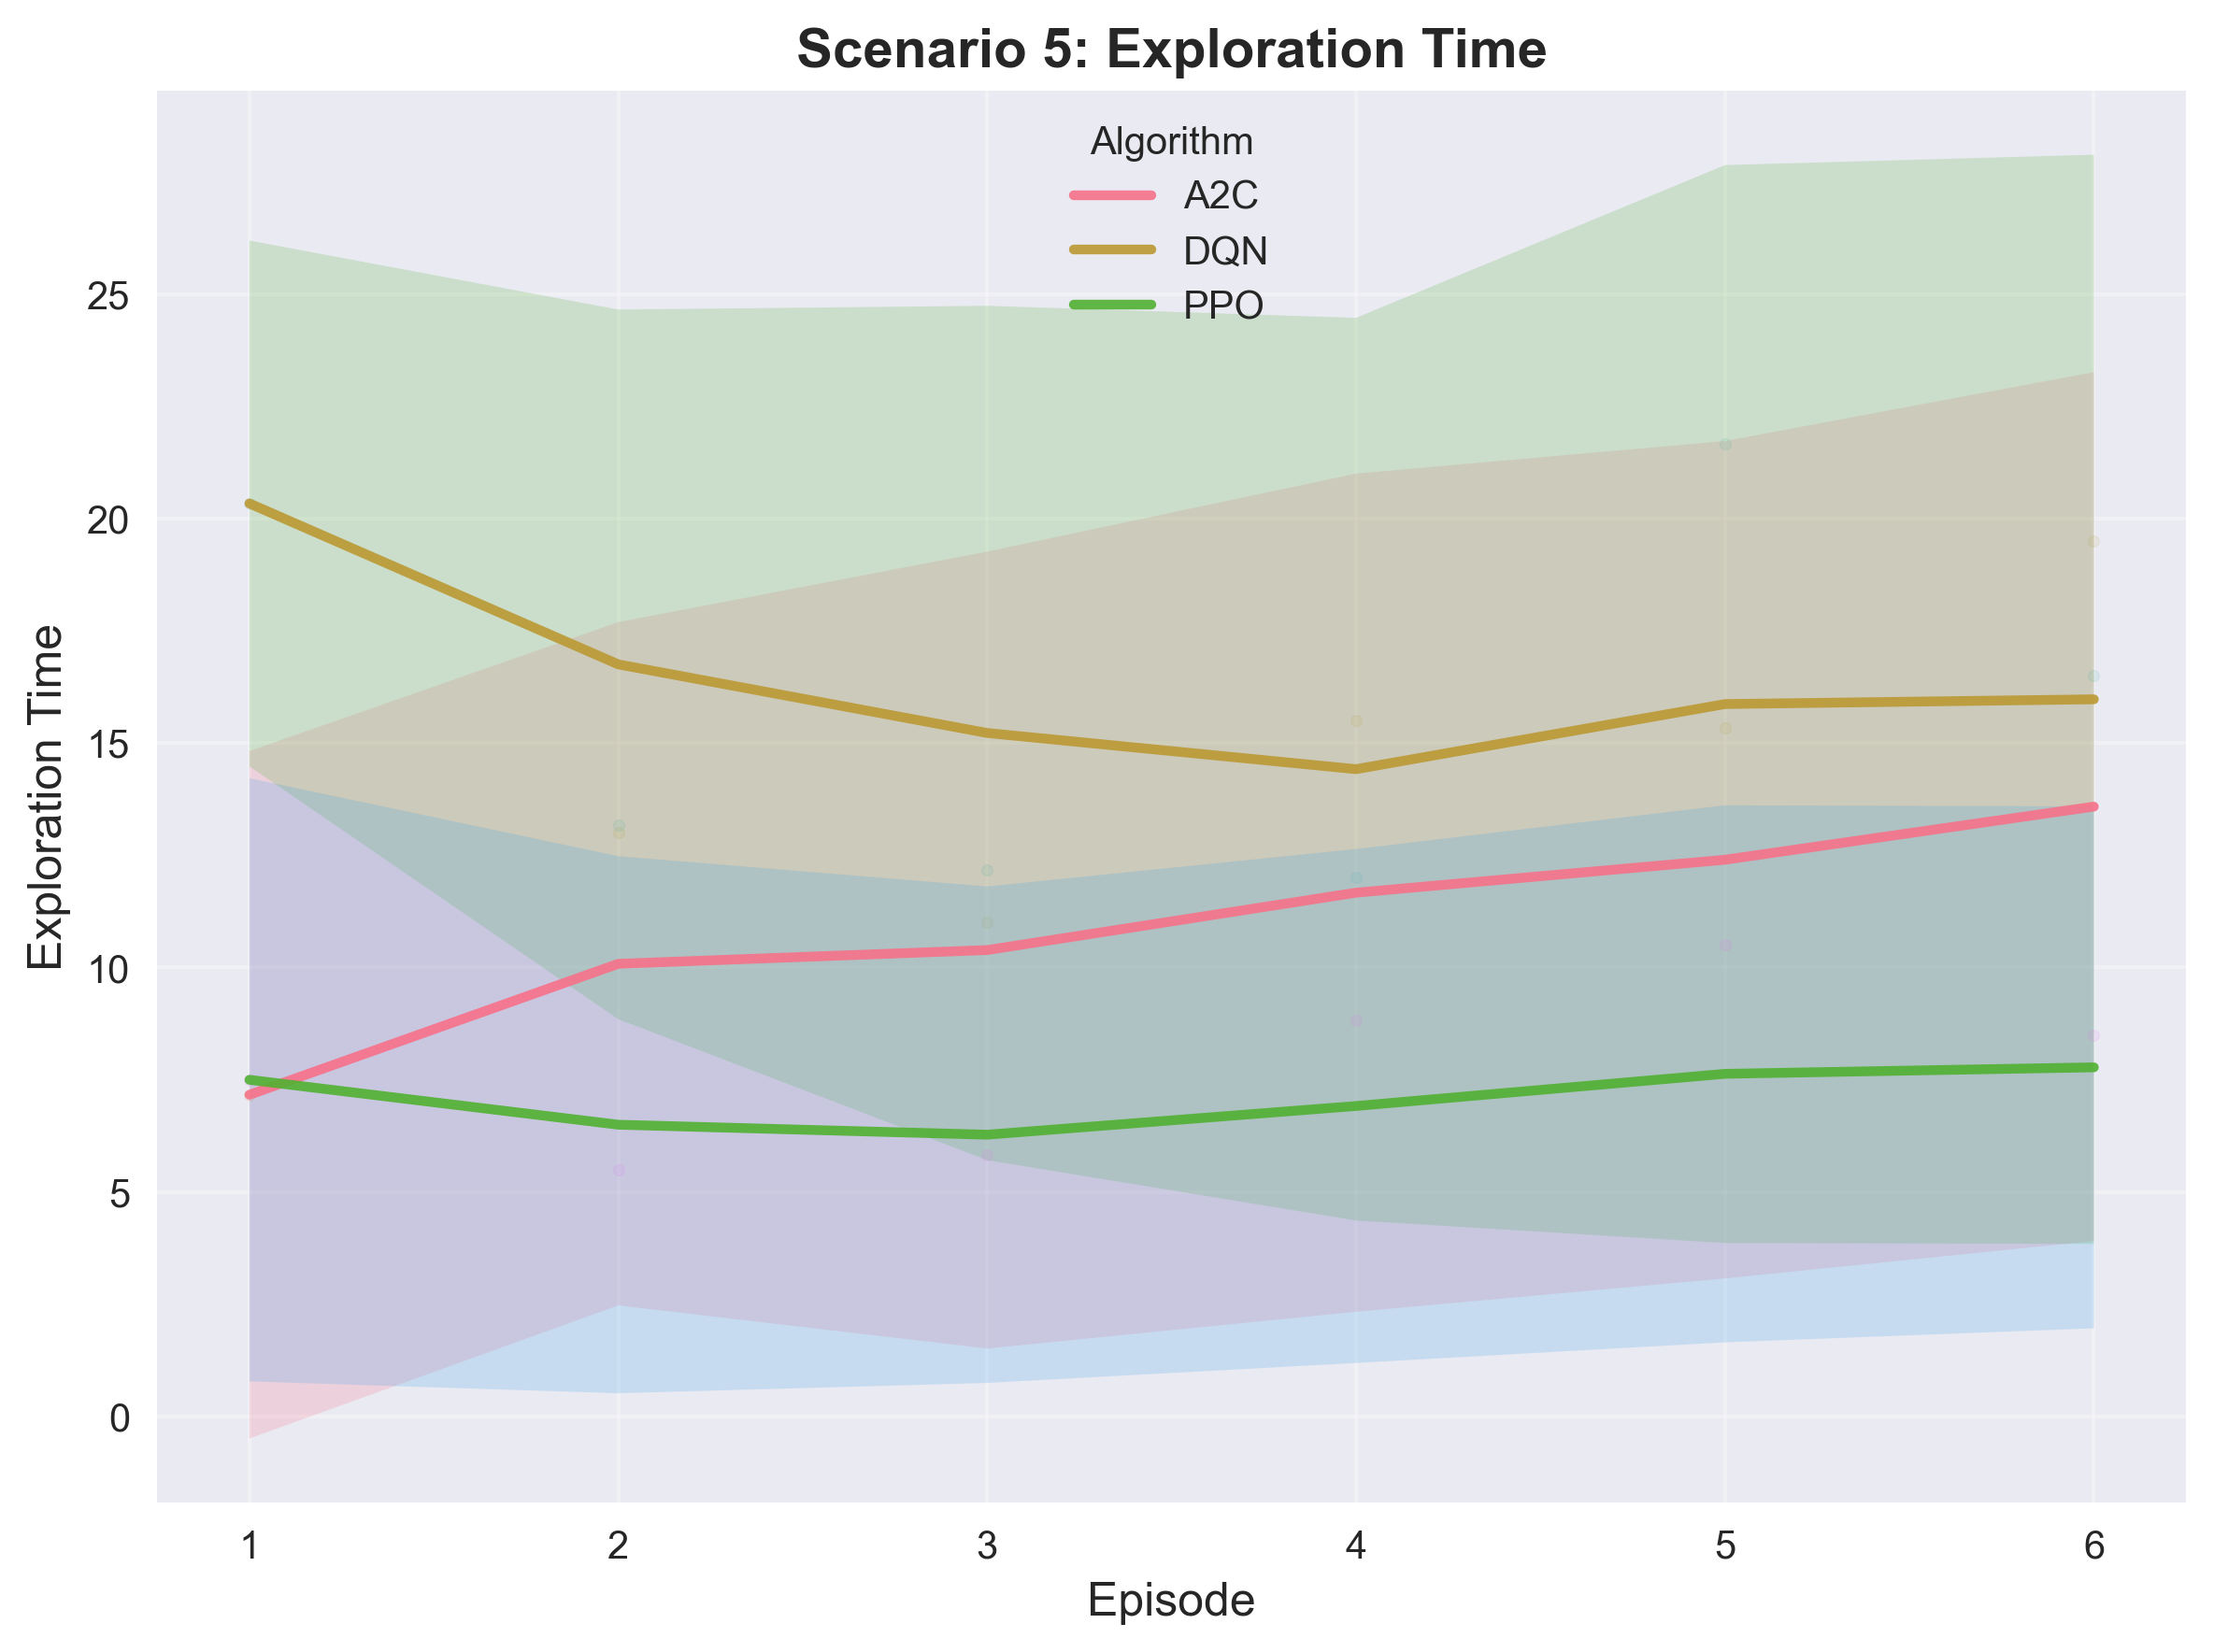 Scenario 5: Exploration Time
Algorithm
A2C
DQN
PPO
Exploration Time
25
20
15
10
5
0
1 2 3 4 5 6
Episode